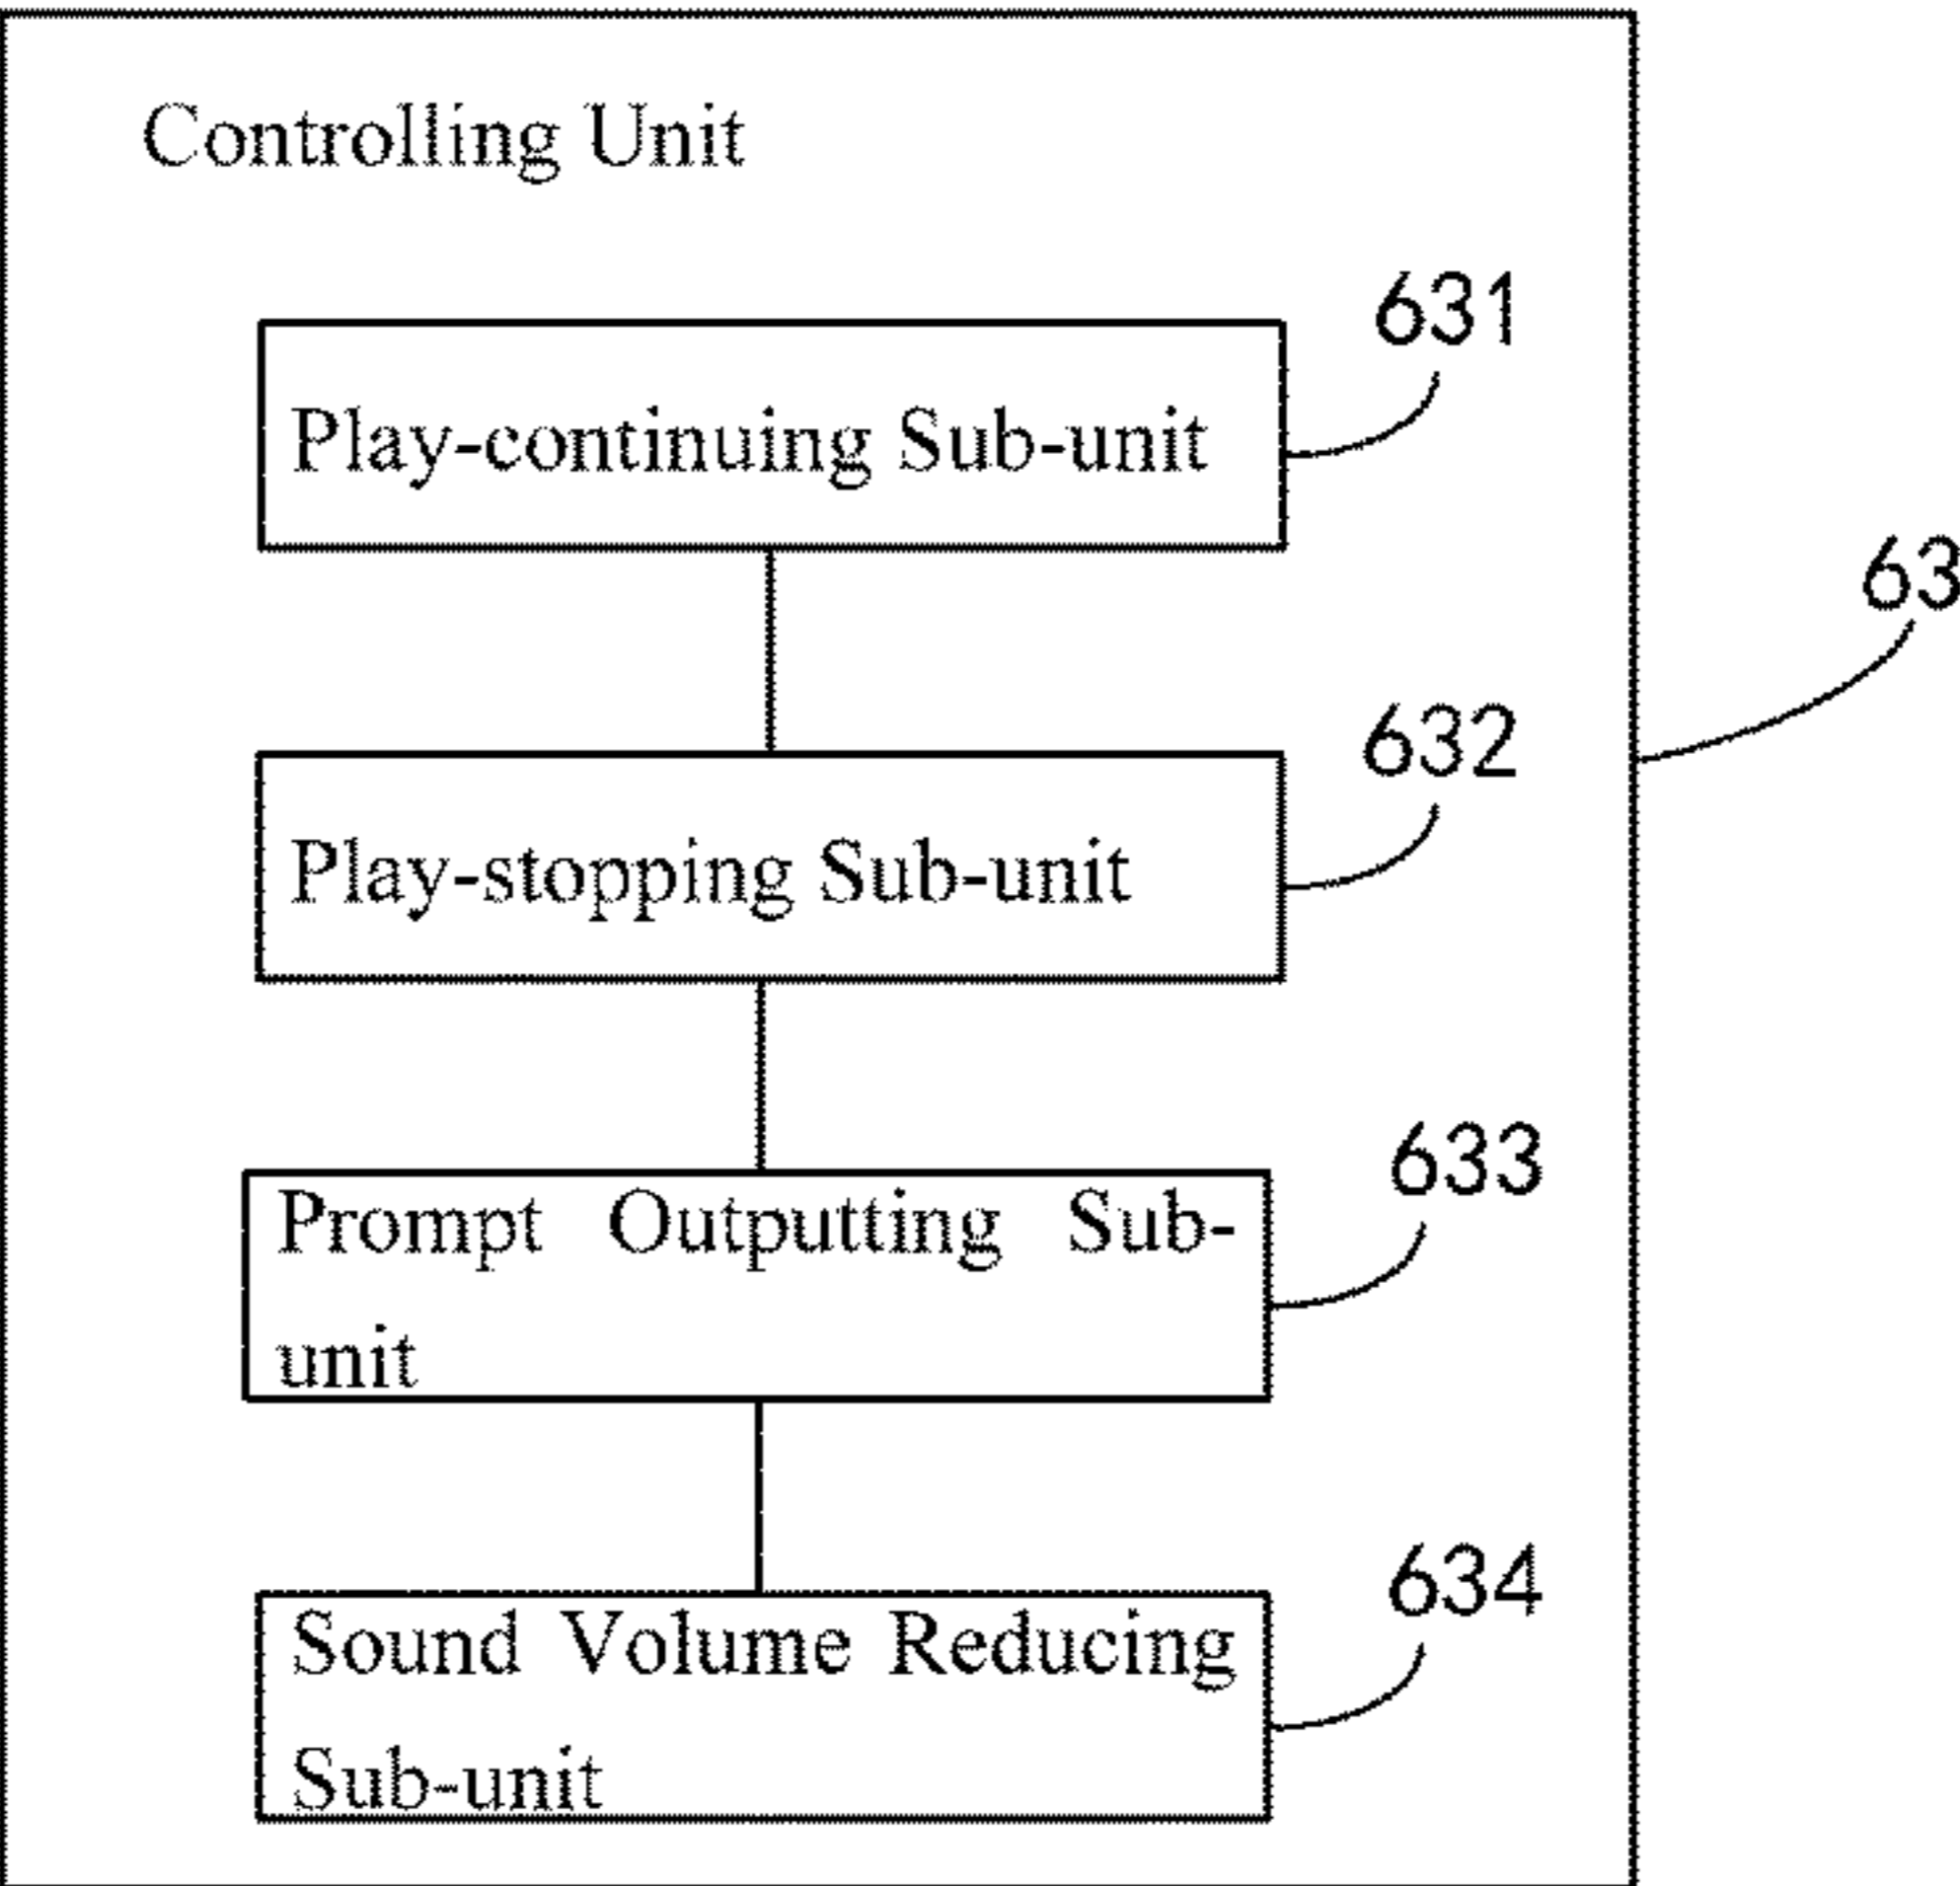 Controlling Unit
631
Play-continuing Sub-unit
63
632
Play-stopping Sub-unit
633
Prompt Outputting Sub-
unit
634
Sound Volume Reducing
Sub-unit